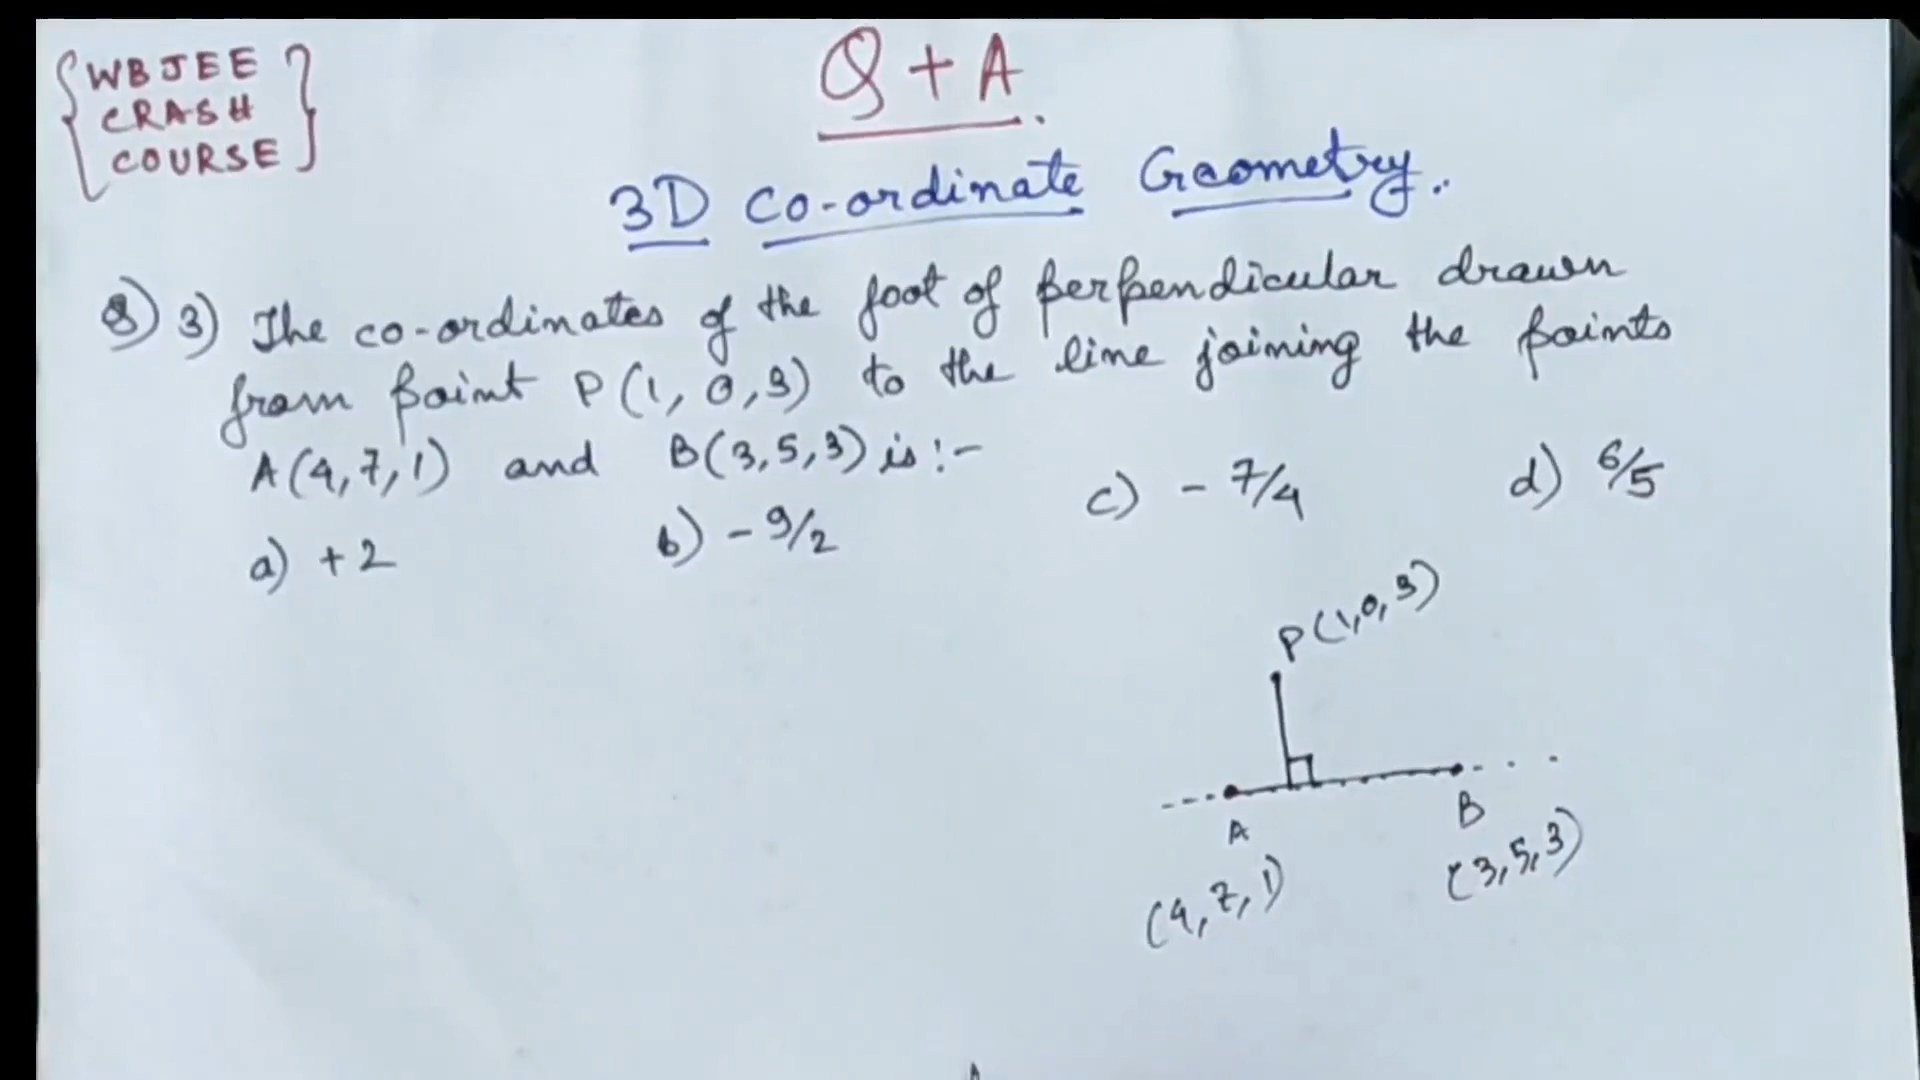 WBJEE
CRASH
COURSE
Q + A
3D Co-ordinate Geometry.
Q) 3) The co-ordinates of the foot of perpendicular drawn
from point P(1, 0, 3) to the line joining the points
A(4, 7, 1) and B(3, 5, 3) is :-
a) +2 b) - 9/2 c) - 7/4 d) 6/5
P(1, 0, 3)
A
B
(4, 7, 1)
(3, 5, 3)